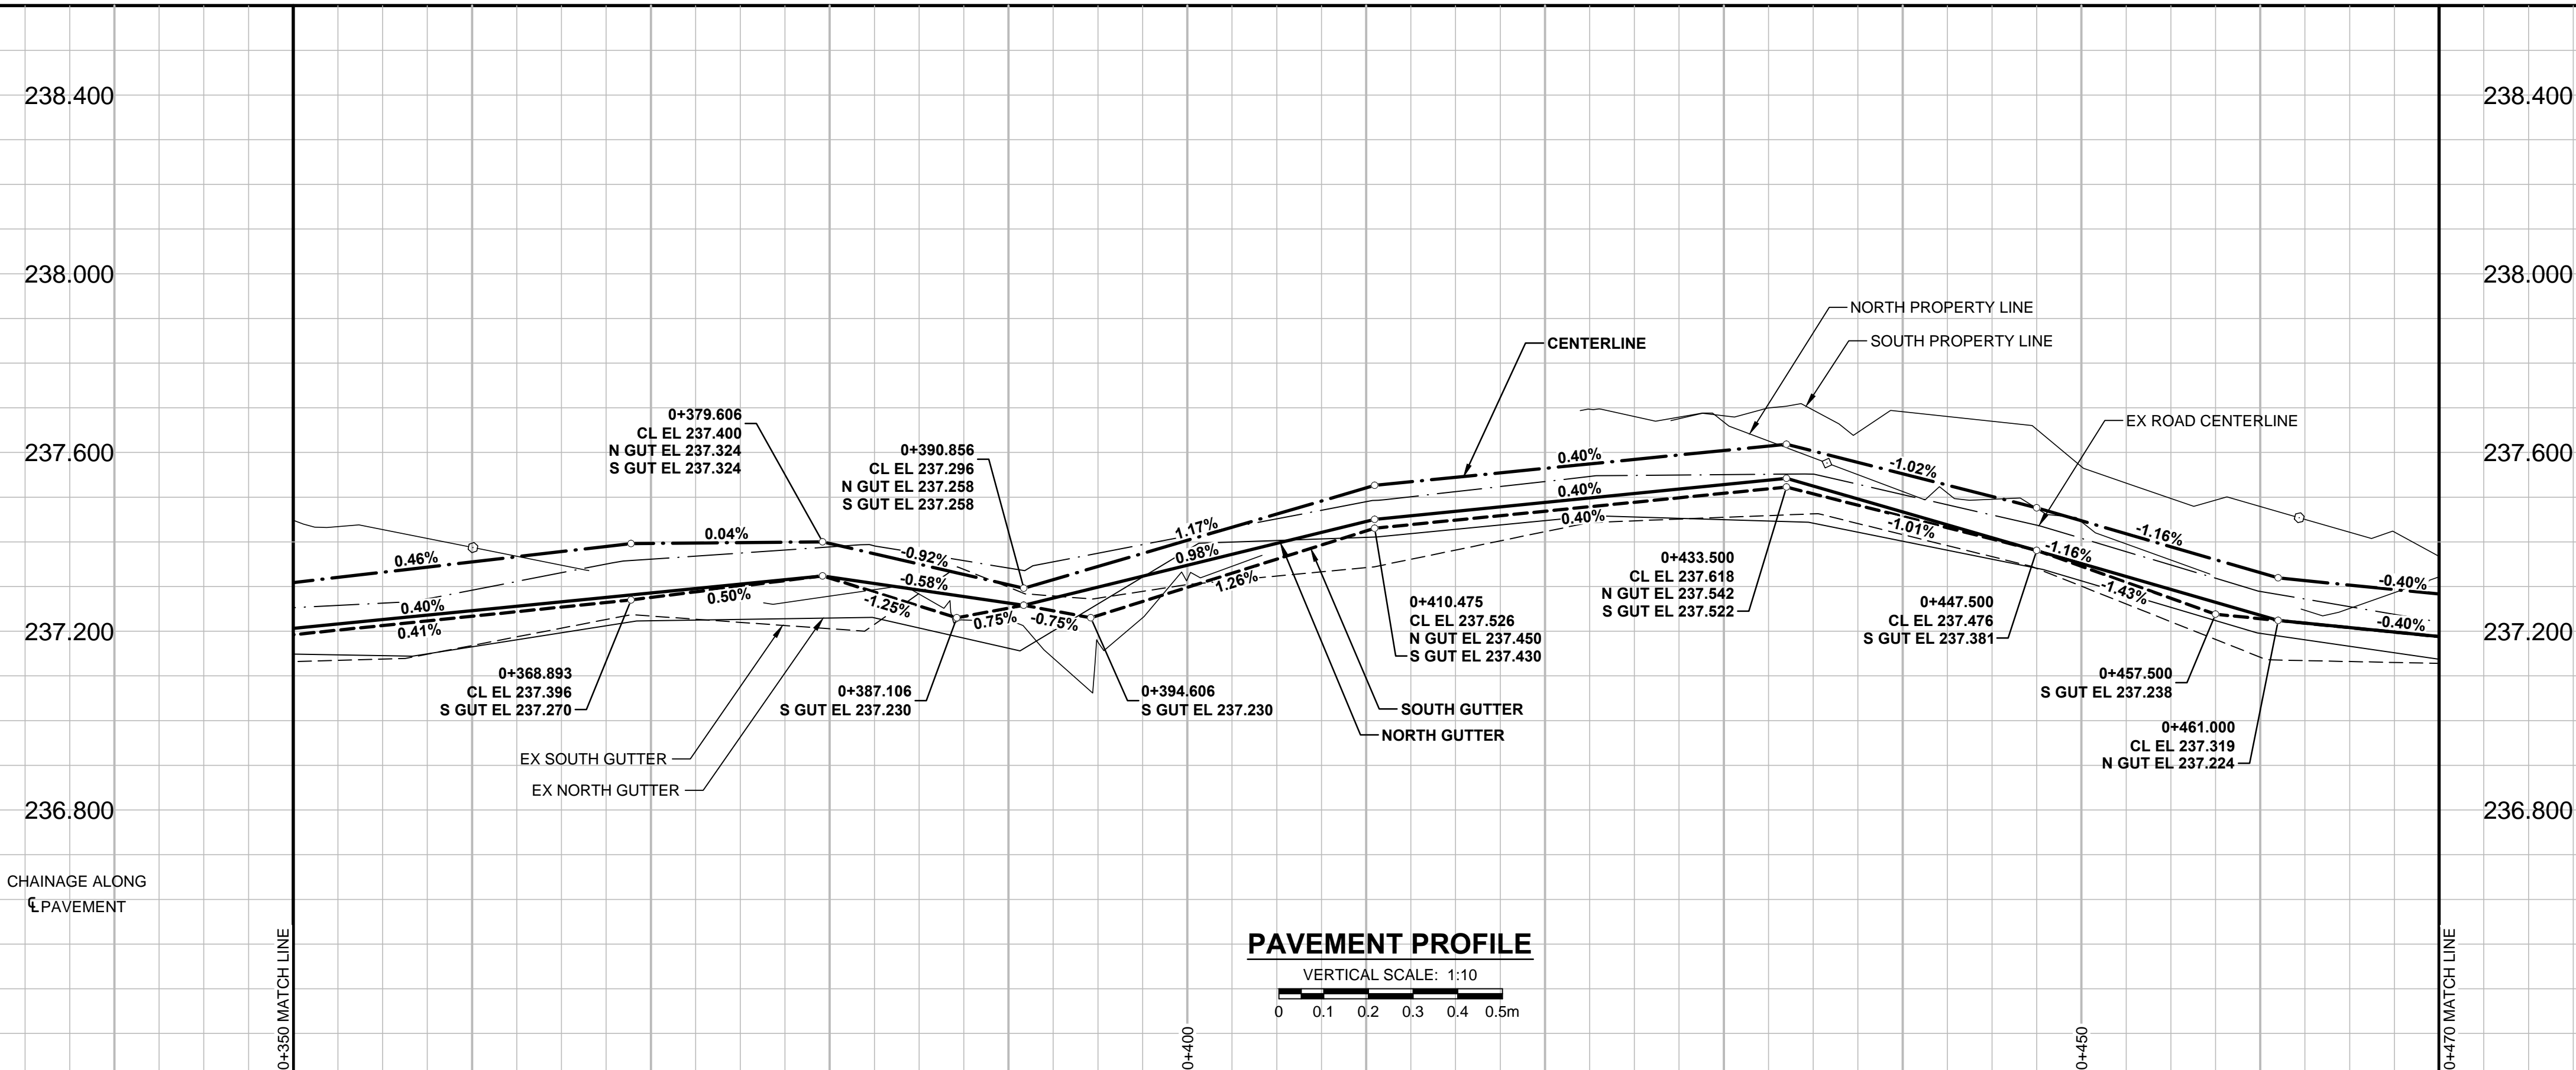 238.400
238.400
238.000
238.000
NORTH PROPERTY LINE
SOUTH PROPERTY LINE
CENTERLINE
0+379.606
CL EL 237.400
N GUT EL 237.324
S GUT EL 237.324
EX ROAD CENTERLINE
237.600
237.600
0+390.856
CL EL 237.296
N GUT EL 237.258
S GUT EL 237.258
0.40%
-1.02%
0.40%
0.40%
-1.01%
1.17%
-1.16%
0.46%
0.04%
-0.92%
0.98%
-1.16%
-0.58%
1.26%
-1.43%
-0.40%
0.40%
0.50%
-1.25%
0.41%
0.75%
-0.75%
-0.40%
0+433.500
CL EL 237.618
N GUT EL 237.542
S GUT EL 237.522
0+410.475
CL EL 237.526
N GUT EL 237.450
S GUT EL 237.430
0+447.500
CL EL 237.476
S GUT EL 237.381
237.200
237.200
0+368.893
CL EL 237.396
S GUT EL 237.270
0+387.106
S GUT EL 237.230
0+394.606
S GUT EL 237.230
0+457.500
S GUT EL 237.238
SOUTH GUTTER
NORTH GUTTER
0+461.000
CL EL 237.319
N GUT EL 237.224
EX SOUTH GUTTER
EX NORTH GUTTER
236.800
236.800
CHAINAGE ALONG
℄ PAVEMENT
PAVEMENT PROFILE
VERTICAL SCALE: 1:10
0 0.1 0.2 0.3 0.4 0.5m
0+350 MATCH LINE
0+400
0+450
0+470 MATCH LINE